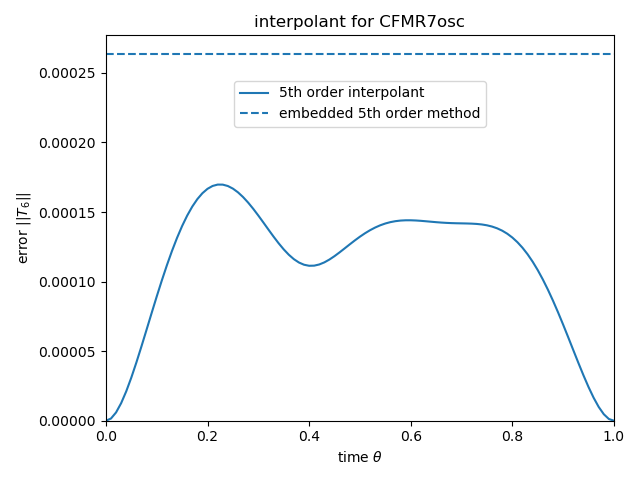 interpolant for CFMR7osc
0.00025
0.00020
0.00015
0.00010
0.00005
0.00000
error ||T₆||
5th order interpolant
embedded 5th order method
0.0 0.2 0.4 0.6 0.8 1.0
time θ